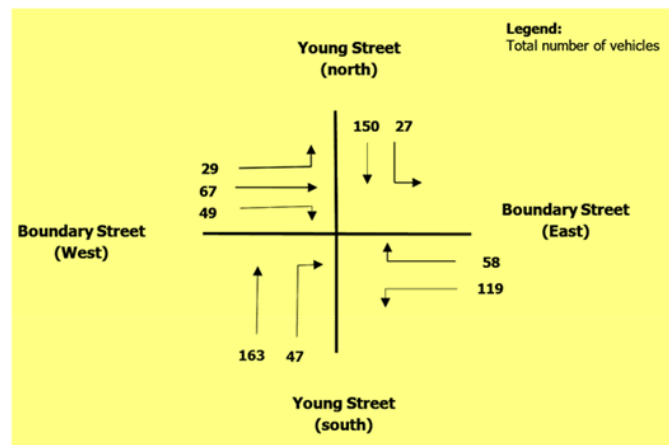 Legend:
Total number of vehicles
Young Street
(north)
150 27
29
67
49
Boundary Street
(West)
Boundary Street
(East)
58
119
163 47
Young Street
(south)